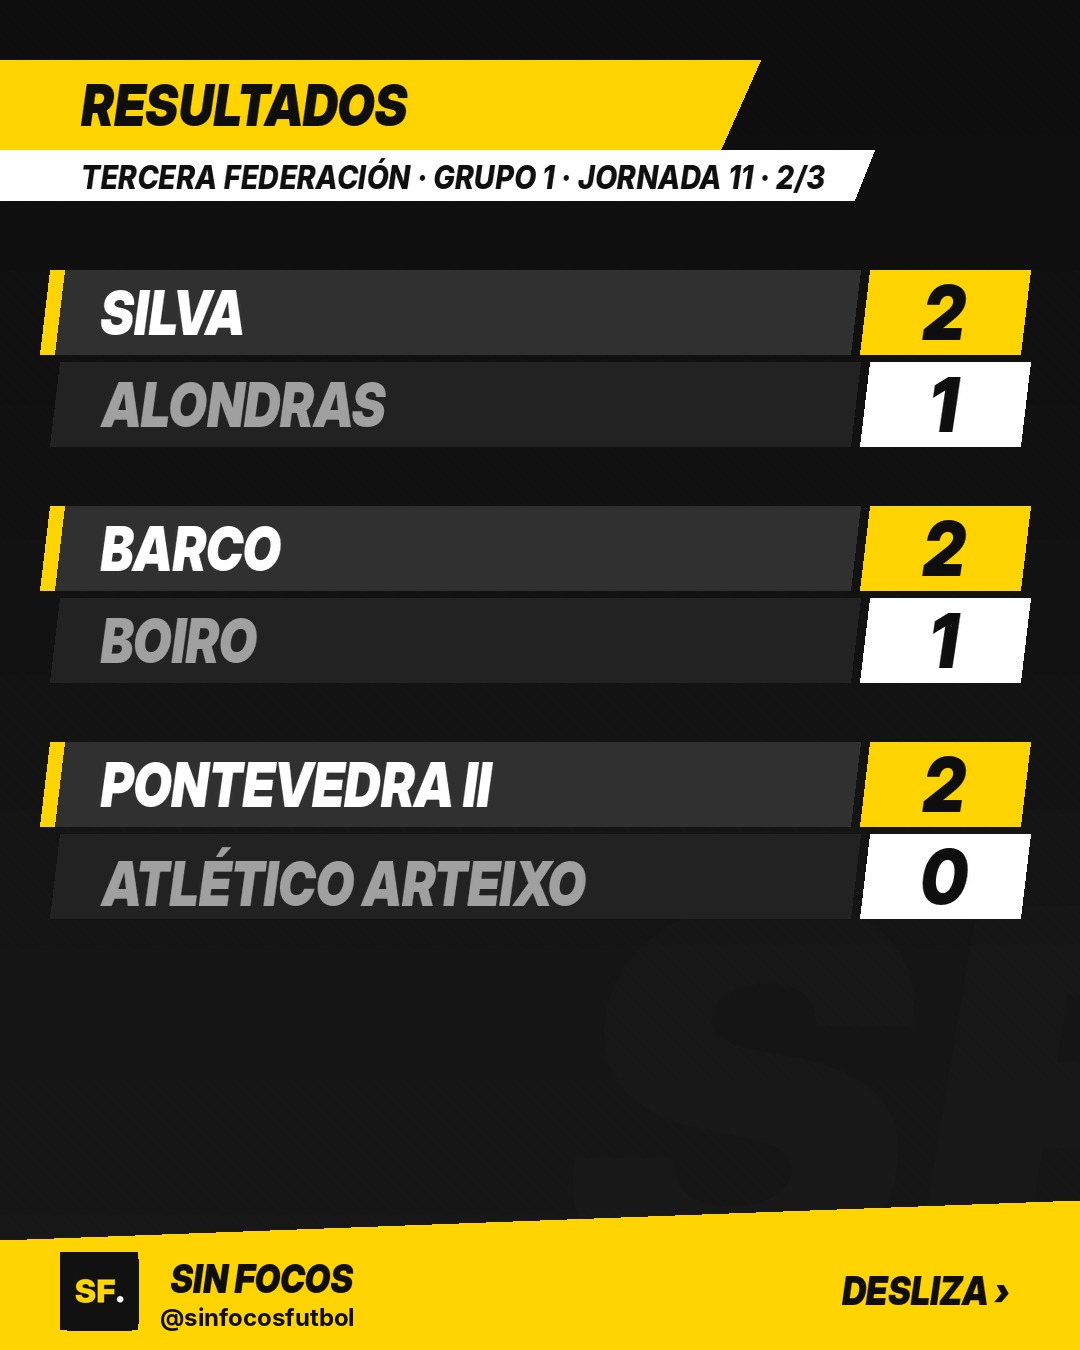 RESULTADOS
TERCERA FEDERACIÓN · GRUPO 1 · JORNADA 11 · 2/3
SILVA 2
ALONDRAS 1
BARCO 2
BOIRO 1
PONTEVEDRA II 2
ATLÉTICO ARTEIXO 0
SF
SF.
SIN FOCOS
@sinfocosfutbol
DESLIZA ›